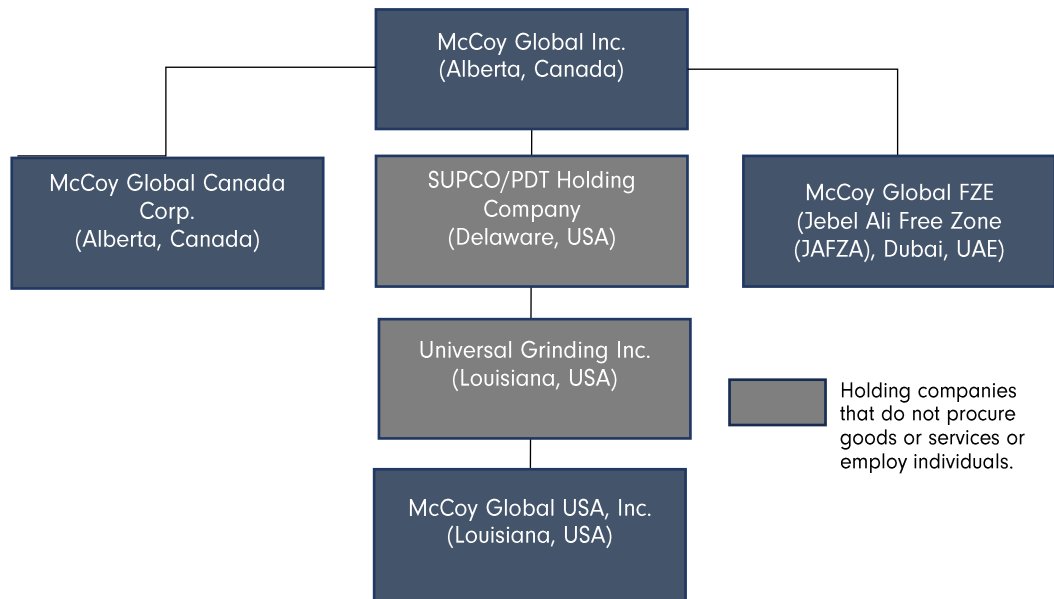 McCoy Global Inc.
(Alberta, Canada)
McCoy Global Canada
Corp.
(Alberta, Canada)
SUPCO/PDT Holding
Company
(Delaware, USA)
McCoy Global FZE
(Jebel Ali Free Zone
(JAFZA), Dubai, UAE)
Universal Grinding Inc.
(Louisiana, USA)
Holding companies
that do not procure
goods or services or
employ individuals.
McCoy Global USA, Inc.
(Louisiana, USA)